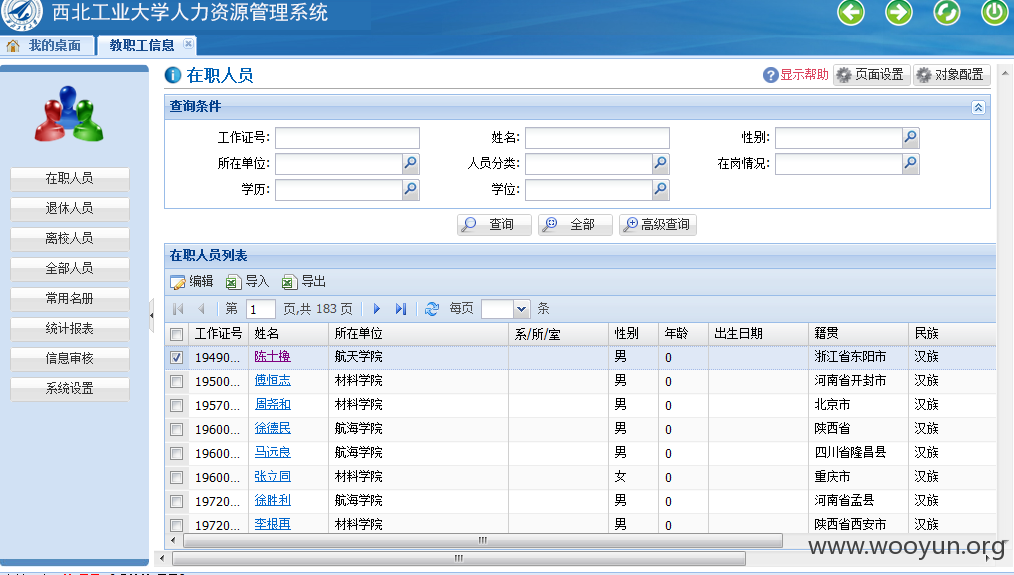 西北工业大学人力资源管理系统
我的桌面 教职工信息
在职人员 显示帮助 页面设置 对象配置
查询条件
工作证号: 姓名: 性别:
所在单位: 人员分类: 在岗情况:
学历: 学位:
查询 全部 高级查询
在职人员
退休人员
离校人员
全部人员
常用名册
统计报表
信息审核
系统设置
在职人员列表
编辑 导入 导出
第 1 页,共 183 页 每页 条
工作证号 姓名 所在单位 系/所/室 性别 年龄 出生日期 籍贯 民族
19490... 陈士橹 航天学院 男 0 浙江省东阳市 汉族
19500... 傅恒志 材料学院 男 0 河南省开封市 汉族
19570... 周尧和 材料学院 男 0 北京市 汉族
19600... 徐德民 航海学院 男 0 陕西省 汉族
19600... 马远良 航海学院 男 0 四川省隆昌县 汉族
19600... 张立同 材料学院 女 0 重庆市 汉族
19720... 徐胜利 航海学院 男 0 河南省孟县 汉族
19720... 李根再 材料学院 男 0 陕西省西安市 汉族
www.wooyun.org